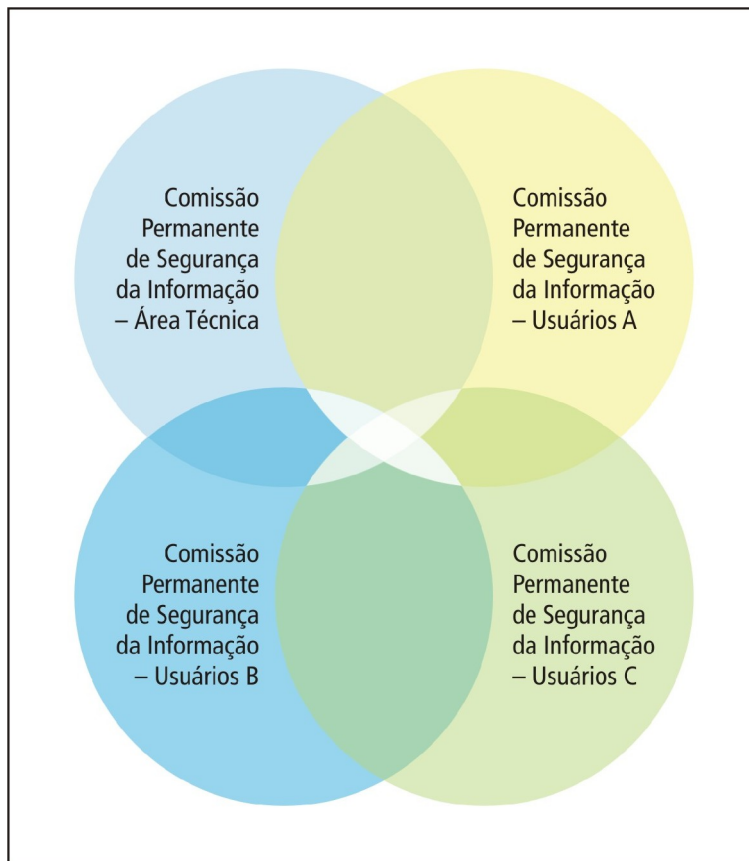 Comissão
Permanente
de Segurança
da Informação
– Área Técnica
Comissão
Permanente
de Segurança
da Informação
– Usuários A
Comissão
Permanente
de Segurança
da Informação
– Usuários B
Comissão
Permanente
de Segurança
da Informação
– Usuários C